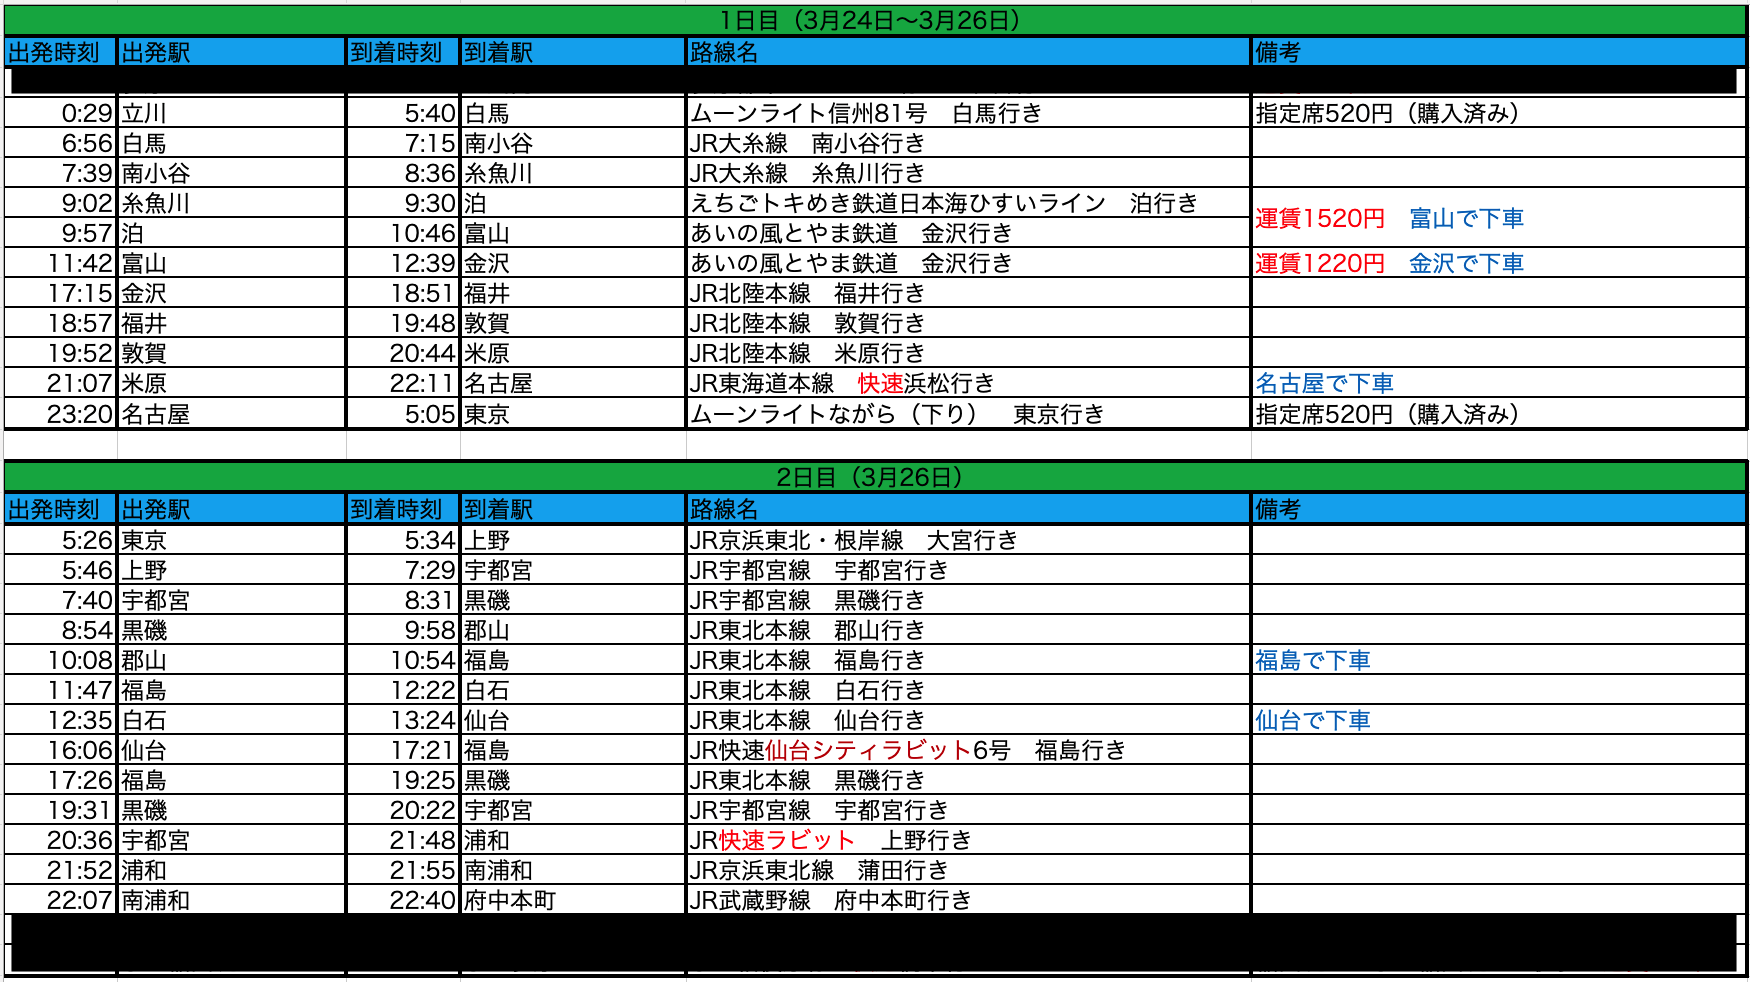 1日目（3月24日〜3月26日）
出発時刻 出発駅 到着時刻 到着駅 路線名 備考
0:29 立川 5:40 白馬 ムーンライト信州81号　白馬行き 指定席520円（購入済み）
6:56 白馬 7:15 南小谷 JR大糸線　南小谷行き
7:39 南小谷 8:36 糸魚川 JR大糸線　糸魚川行き
9:02 糸魚川 9:30 泊 えちごトキめき鉄道日本海ひすいライン　泊行き
運賃1520円　富山で下車
9:57 泊 10:46 富山 あいの風とやま鉄道　金沢行き
11:42 富山 12:39 金沢 あいの風とやま鉄道　金沢行き 運賃1220円　金沢で下車
17:15 金沢 18:51 福井 JR北陸本線　福井行き
18:57 福井 19:48 敦賀 JR北陸本線　敦賀行き
19:52 敦賀 20:44 米原 JR北陸本線　米原行き
21:07 米原 22:11 名古屋 JR東海道本線　快速浜松行き 名古屋で下車
23:20 名古屋 5:05 東京 ムーンライトながら（下り）　東京行き 指定席520円（購入済み）
2日目（3月26日）
出発時刻 出発駅 到着時刻 到着駅 路線名 備考
5:26 東京 5:34 上野 JR京浜東北・根岸線　大宮行き
5:46 上野 7:29 宇都宮 JR宇都宮線　宇都宮行き
7:40 宇都宮 8:31 黒磯 JR宇都宮線　黒磯行き
8:54 黒磯 9:58 郡山 JR東北本線　郡山行き
10:08 郡山 10:54 福島 JR東北本線　福島行き 福島で下車
11:47 福島 12:22 白石 JR東北本線　白石行き
12:35 白石 13:24 仙台 JR東北本線　仙台行き 仙台で下車
16:06 仙台 17:21 福島 JR快速仙台シティラビット6号　福島行き
17:26 福島 19:25 黒磯 JR東北本線　黒磯行き
19:31 黒磯 20:22 宇都宮 JR宇都宮線　宇都宮行き
20:36 宇都宮 21:48 浦和 JR快速ラビット　上野行き
21:52 浦和 21:55 南浦和 JR京浜東北線　蒲田行き
22:07 南浦和 22:40 府中本町 JR武蔵野線　府中本町行き